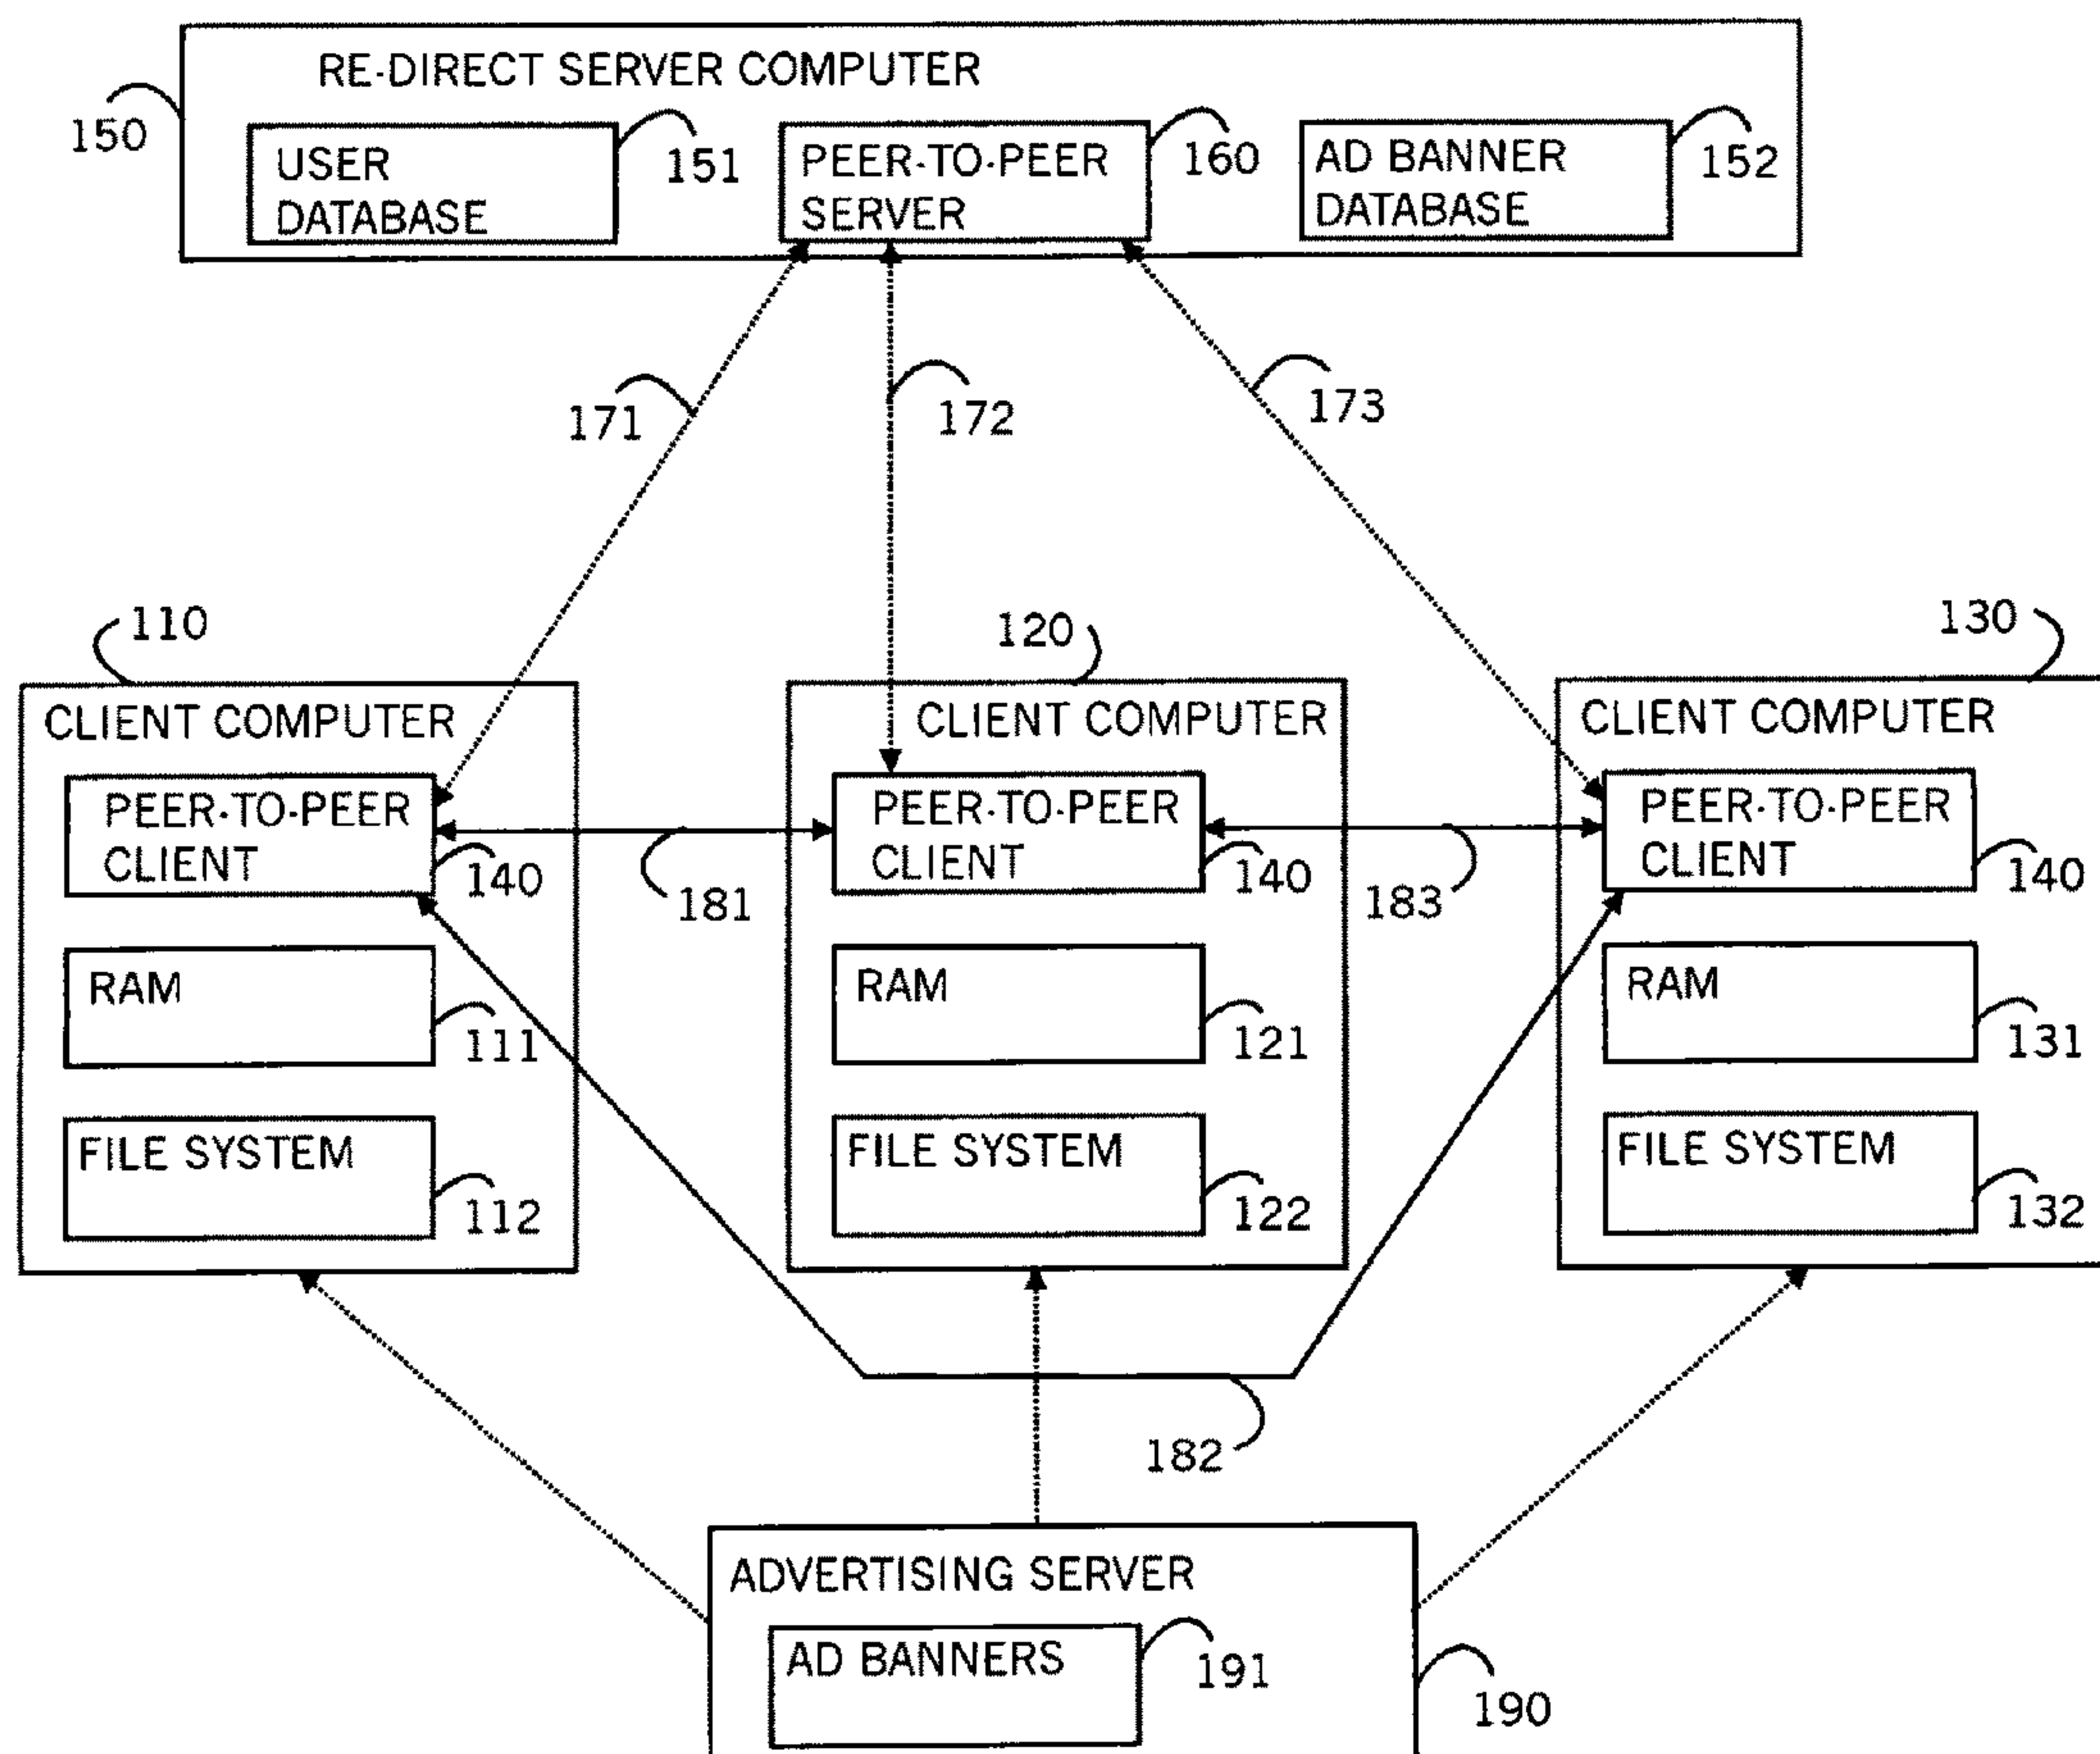 RE-DIRECT SERVER COMPUTER
150
USER
DATABASE
151
PEER-TO-PEER
SERVER
160
AD BANNER
DATABASE
152
171
172
173
110
120
130
CLIENT COMPUTER
PEER-TO-PEER
CLIENT
140
RAM
111
FILE SYSTEM
112
181
CLIENT COMPUTER
PEER-TO-PEER
CLIENT
140
RAM
121
FILE SYSTEM
122
183
CLIENT COMPUTER
PEER-TO-PEER
CLIENT
140
RAM
131
FILE SYSTEM
132
182
ADVERTISING SERVER
AD BANNERS
191
190